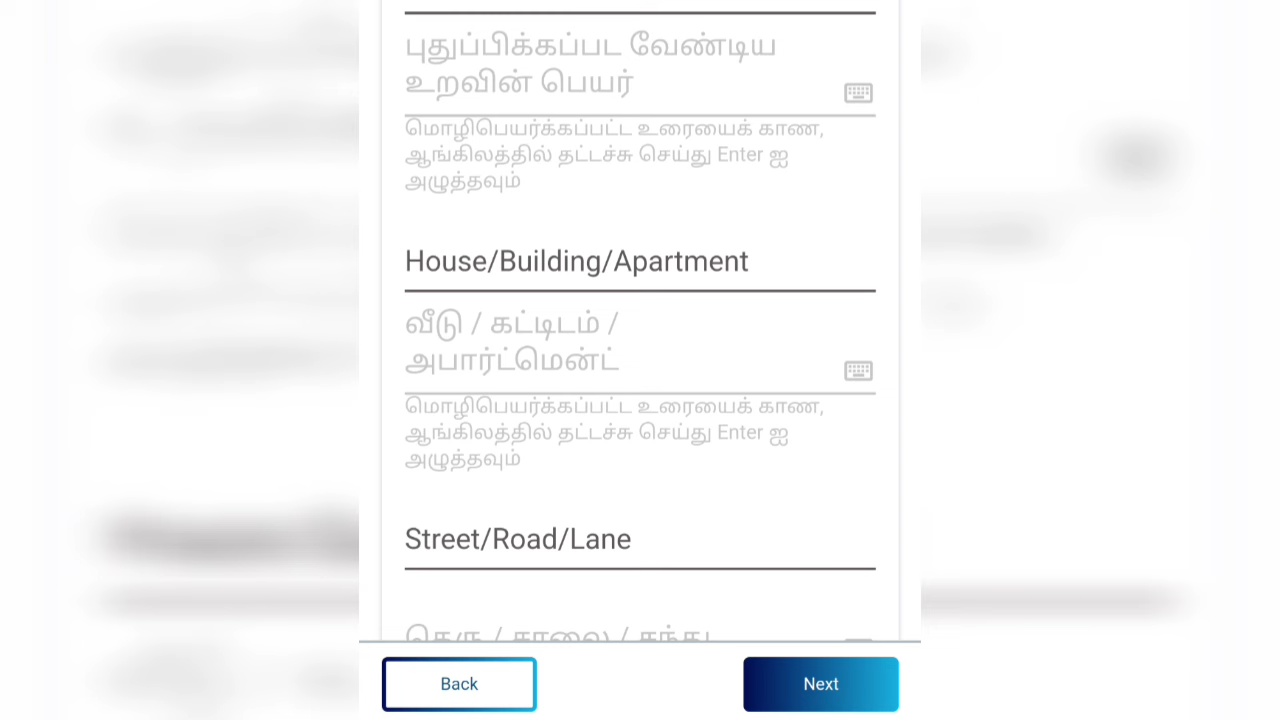 புதுப்பிக்கப்பட வேண்டிய
உறவின் பெயர்
மொழிபெயர்க்கப்பட்ட உரையைக் காண,
ஆங்கிலத்தில் தட்டச்சு செய்து Enter ஐ
அழுத்தவும்
House/Building/Apartment
வீடு / கட்டிடம் /
அபார்ட்மென்ட்
மொழிபெயர்க்கப்பட்ட உரையைக் காண,
ஆங்கிலத்தில் தட்டச்சு செய்து Enter ஐ
அழுத்தவும்
Street/Road/Lane
தெரு / சாலை / சந்து
Back
Next